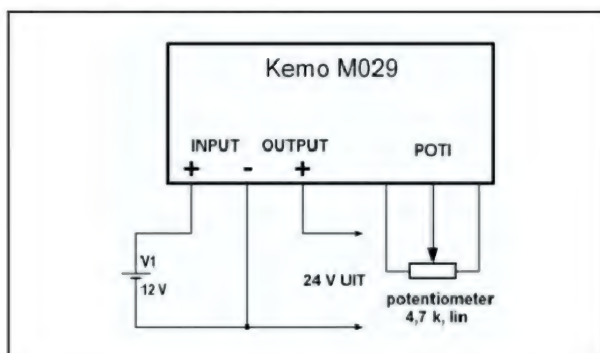 Kemo M029
INPUT OUTPUT POTI
+ - +
V1
12 V
24 V UIT
potentiometer
4,7 k, lin